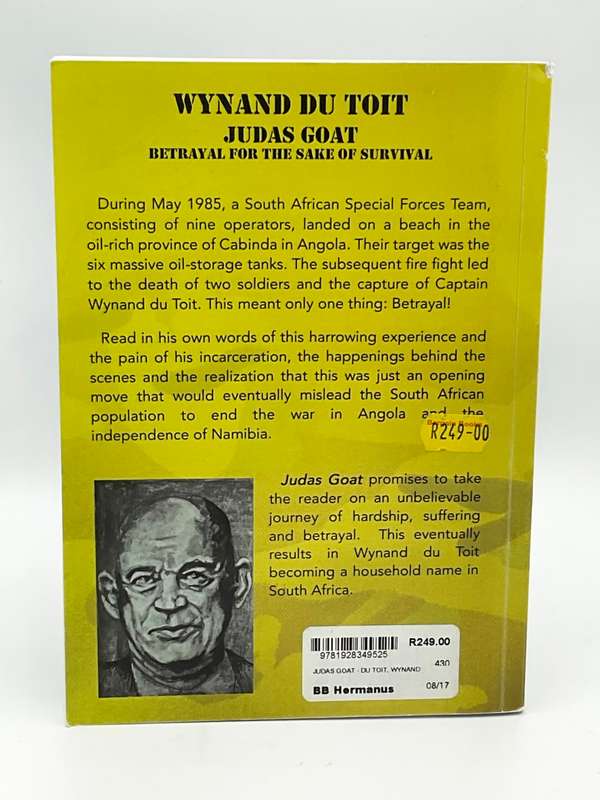 WYNAND DU TOIT
JUDAS GOAT
BETRAYAL FOR THE SAKE OF SURVIVAL
During May 1985, a South African Special Forces Team,
consisting of nine operators, landed on a beach in the
oil-rich province of Cabinda in Angola. Their target was the
six massive oil-storage tanks. The subsequent fire fight led
to the death of two soldiers and the capture of Captain
Wynand du Toit. This meant only one thing: Betrayal!
Read in his own words of this harrowing experience and
the pain of his incarceration, the happenings behind the
scenes and the realization that this was just an opening
move that would eventually mislead the South African
population to end the war in Angola and the
independence of Namibia.
R249-00
Judas Goat promises to take
the reader on an unbelievable
journey of hardship, suffering
and betrayal. This eventually
results in Wynand du Toit
becoming a household name in
South Africa.
R249.00
9781928349525
JUDAS GOAT - DU TOIT, WYNAND
430
BB Hermanus
08/17